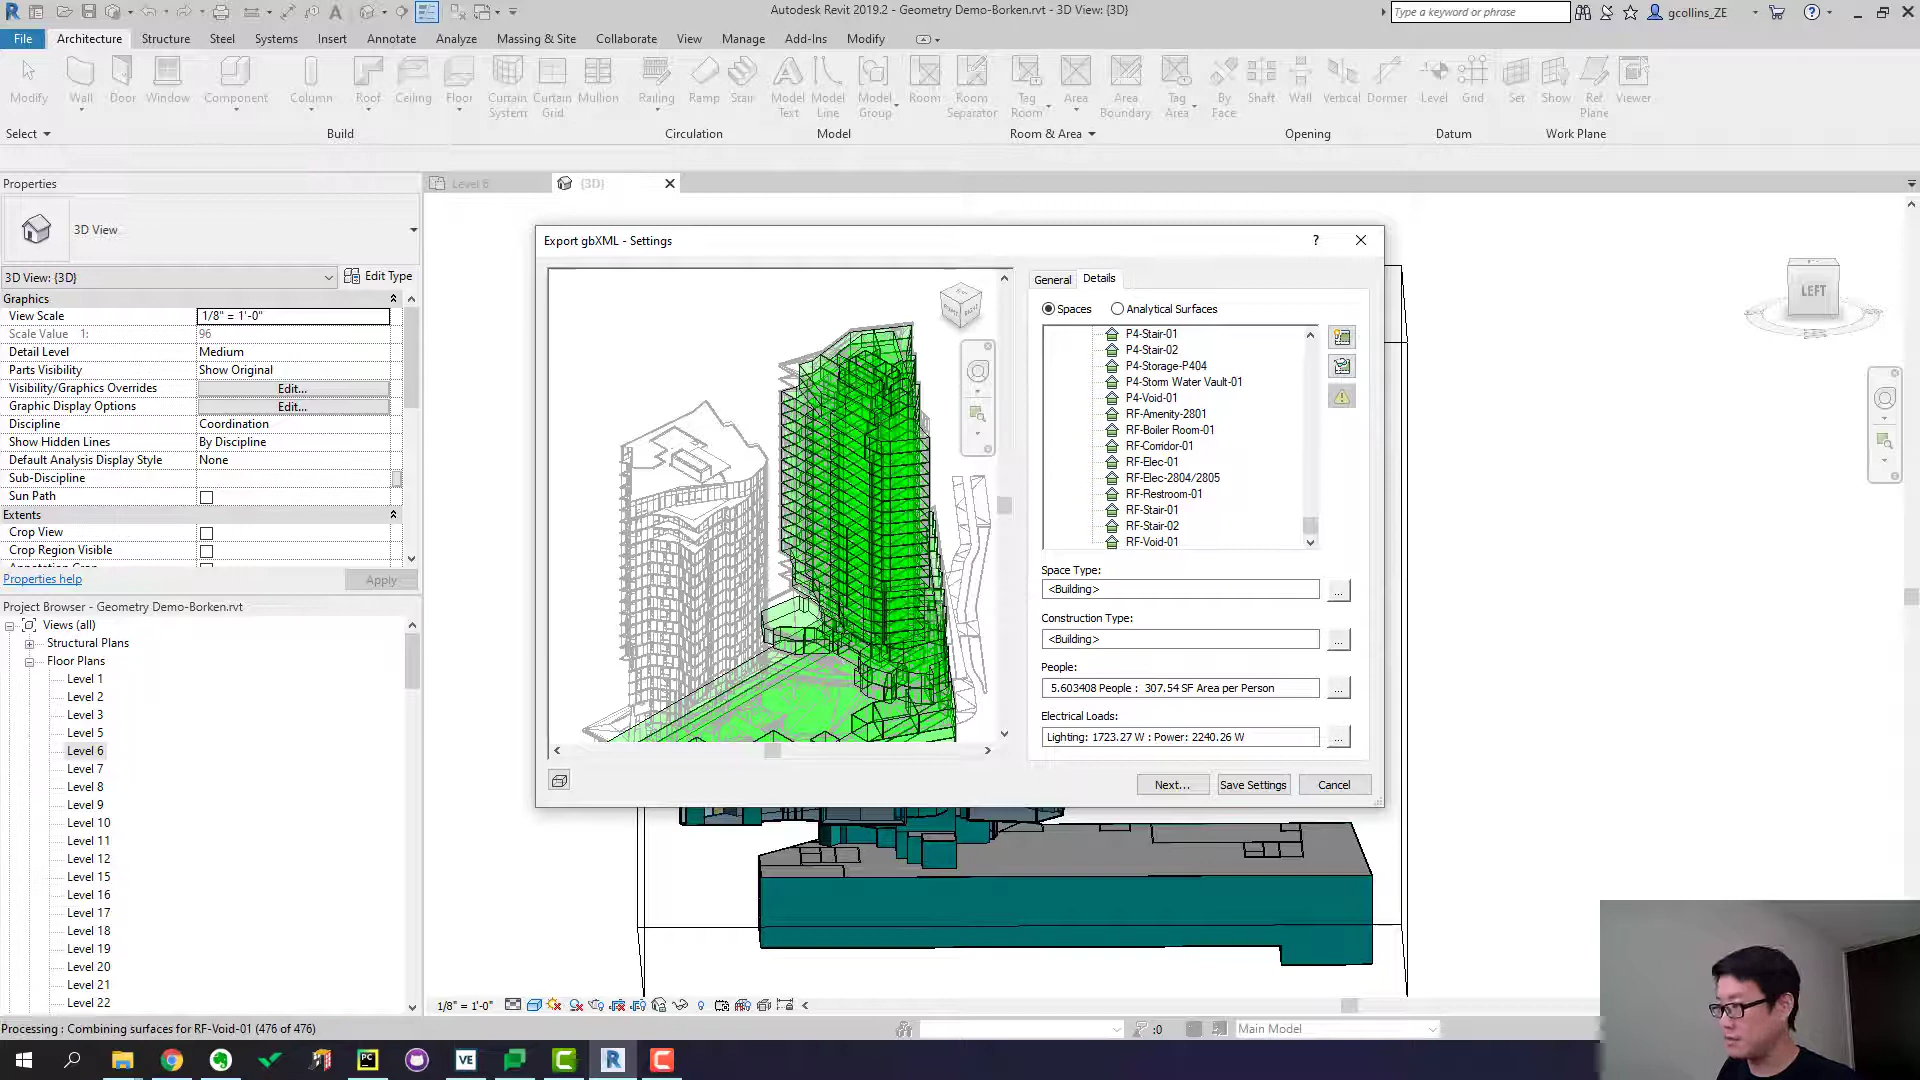 Autodesk Revit 2019.2 - Geometry Demo-Borken.rvt - 3D View: {3D}
Type a keyword or phrase
gcollins_ZE
File Architecture Structure Steel Systems Insert Annotate Analyze Massing & Site Collaborate View Manage Add-Ins Modify
Modify Wall Door Window Component Column Roof Ceiling Floor Curtain System Curtain Grid Mullion Railing Ramp Stair Model Text Model Line Model Group Room Room Separator Tag Room Area Area Boundary Tag Area By Face Shaft Wall Vertical Dormer Level Grid Set Show Ref Plane Viewer
Select Build Circulation Model Room & Area Opening Datum Work Plane
Properties
Level 6
{3D}
3D View
3D View: {3D}
Edit Type
Graphics
View Scale 1/8" = 1'-0"
Scale Value 1: 96
Detail Level Medium
Parts Visibility Show Original
Visibility/Graphics Overrides Edit...
Graphic Display Options Edit...
Discipline Coordination
Show Hidden Lines By Discipline
Default Analysis Display Style None
Sub-Discipline
Sun Path
Extents
Crop View
Crop Region Visible
Properties help
Apply
Project Browser - Geometry Demo-Borken.rvt
Views (all)
Structural Plans
Floor Plans
Level 1
Level 2
Level 3
Level 5
Level 6
Level 7
Level 8
Level 9
Level 10
Level 11
Level 12
Level 15
Level 16
Level 17
Level 18
Level 19
Level 20
Level 21
Level 22
Export gbXML - Settings
?
General
Details
Spaces
Analytical Surfaces
P4-Stair-01
P4-Stair-02
P4-Storage-P404
P4-Storm Water Vault-01
P4-Void-01
RF-Amenity-2801
RF-Boiler Room-01
RF-Corridor-01
RF-Elec-01
RF-Elec-2804/2805
RF-Restroom-01
RF-Stair-01
RF-Stair-02
RF-Void-01
Space Type:
<Building>
...
Construction Type:
<Building>
...
People:
5.603408 People : 307.54 SF Area per Person
...
Electrical Loads:
Lighting: 1723.27 W : Power: 2240.26 W
...
Next...
Save Settings
Cancel
LEFT
1/8" = 1'-0"
Processing : Combining surfaces for RF-Void-01 (476 of 476)
:0
Main Model
PC
VE
R